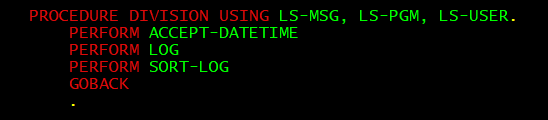 PROCEDURE DIVISION USING LS-MSG, LS-PGM, LS-USER.
PERFORM ACCEPT-DATETIME
PERFORM LOG
PERFORM SORT-LOG
GOBACK
.